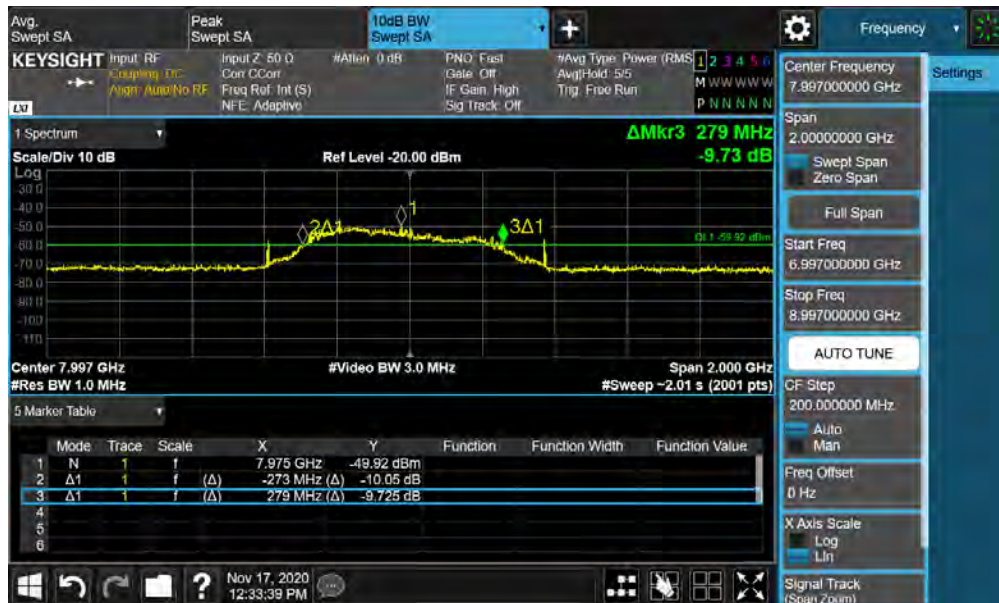 Avg.
Swept SA
Peak
Swept SA
10dB BW
Swept SA
Frequency
KEYSIGHT
Input: RF
Coupling: DC
Align: Auto/No RF
Input Z: 50 Ω
Corr CCorr
Freq Ref: Int (S)
NFE: Adaptive
#Atten: 0 dB
PNO: Fast
Gate: Off
IF Gain: High
Sig Track: Off
#Avg Type: Power (RMS
Avg|Hold: 5/5
Trig: Free Run
1 2 3 4 5 6
M W W W W W
P N N N N N
LXI
1 Spectrum
ΔMkr3 279 MHz
-9.73 dB
Scale/Div 10 dB
Ref Level -20.00 dBm
Log
-30.0
-40.0
-50.0
-60.0
-70.0
-80.0
-90.0
-100
-110
2Δ1
1
3Δ1
DL1 -59.92 dBm
Center 7.997 GHz
#Video BW 3.0 MHz
Span 2.000 GHz
#Res BW 1.0 MHz
#Sweep ~2.01 s (2001 pts)
5 Marker Table
Mode Trace Scale X Y Function Function Width Function Value
1 N 1 f 7.975 GHz -49.92 dBm
2 Δ1 1 f (Δ) -273 MHz (Δ) -10.05 dB
3 Δ1 1 f (Δ) 279 MHz (Δ) -9.725 dB
4
5
6
Nov 17, 2020
12:33:39 PM
Settings
Center Frequency
7.997000000 GHz
Span
2.00000000 GHz
Swept Span
Zero Span
Full Span
Start Freq
6.997000000 GHz
Stop Freq
8.997000000 GHz
AUTO TUNE
CF Step
200.000000 MHz
Auto
Man
Freq Offset
0 Hz
X Axis Scale
Log
Lin
Signal Track
(Span Zoom)